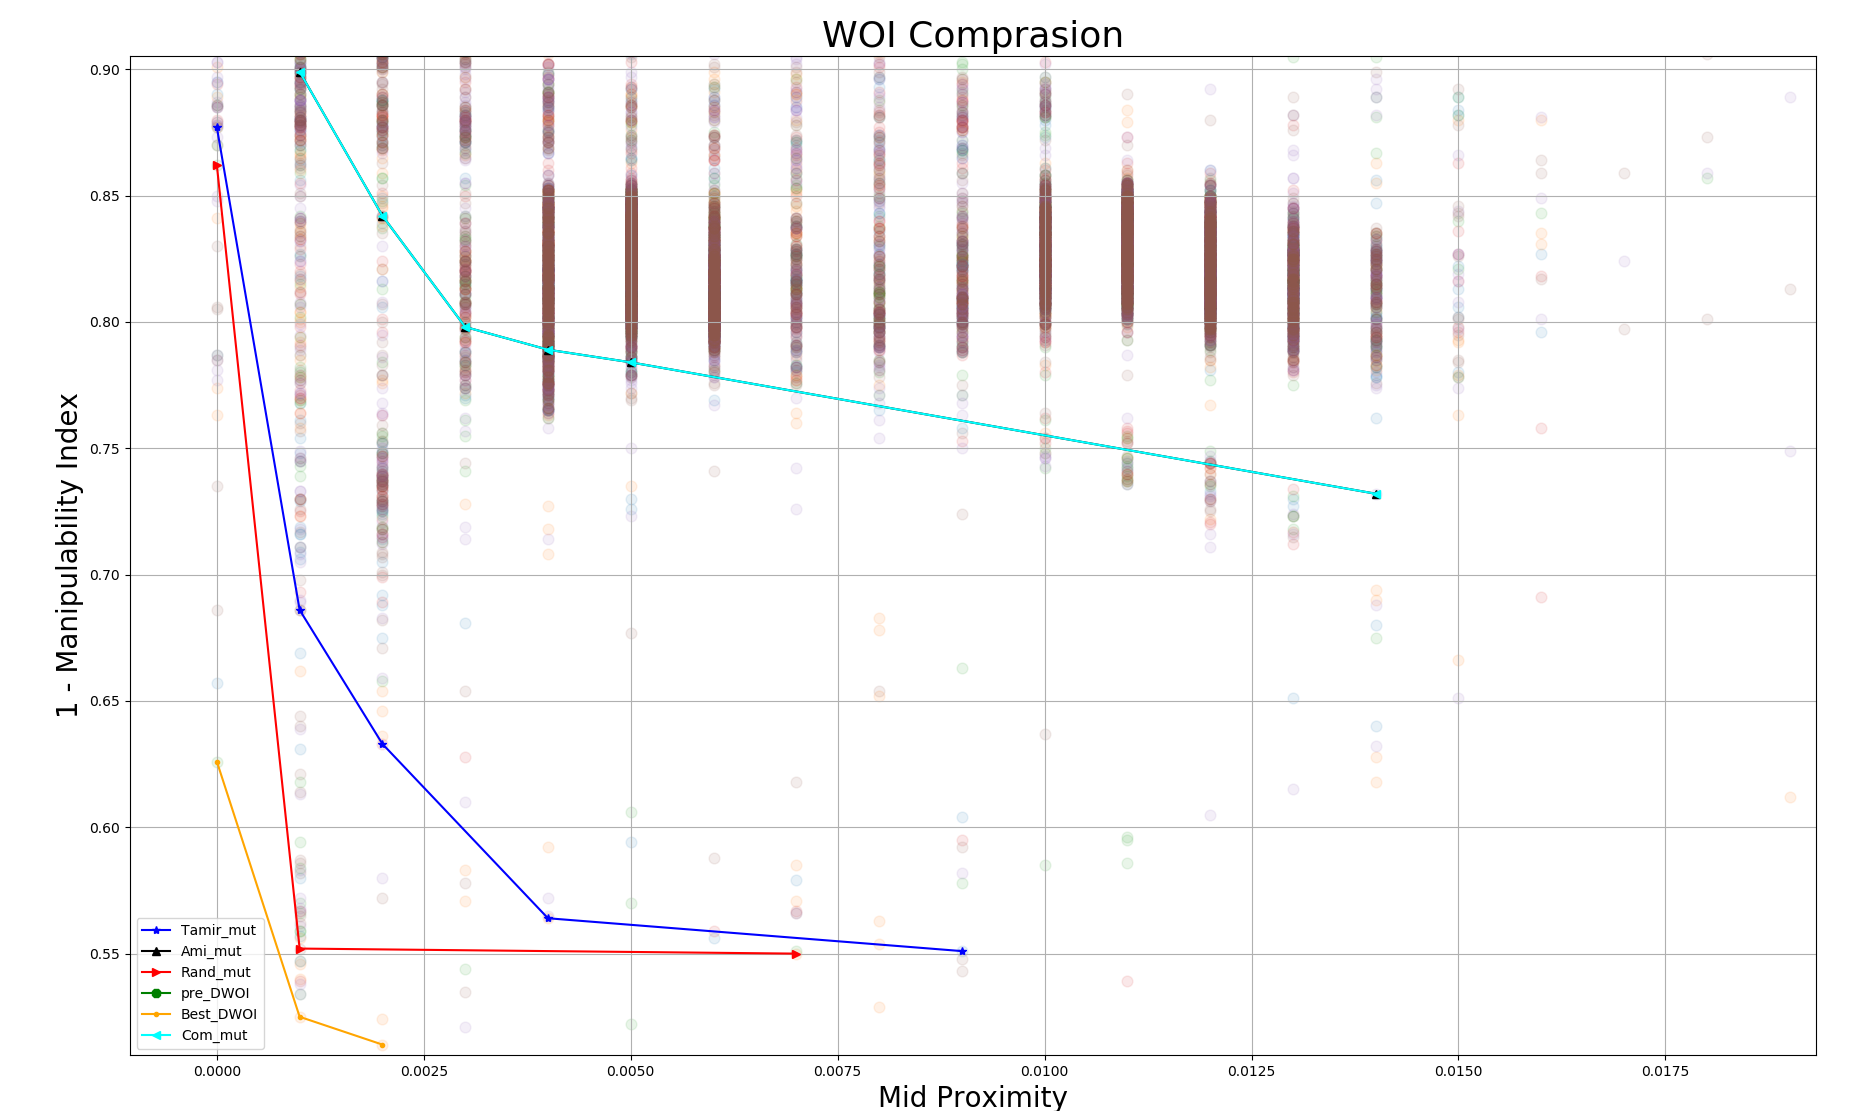 WOI Comprasion
0.90
0.85
0.80
0.75
0.70
0.65
0.60
0.55
1 - Manipulability Index
Tamir_mut
Ami_mut
Rand_mut
pre_DWOI
Best_DWOI
Com_mut
0.0000 0.0025 0.0050 0.0075 0.0100 0.0125 0.0150 0.0175
Mid Proximity